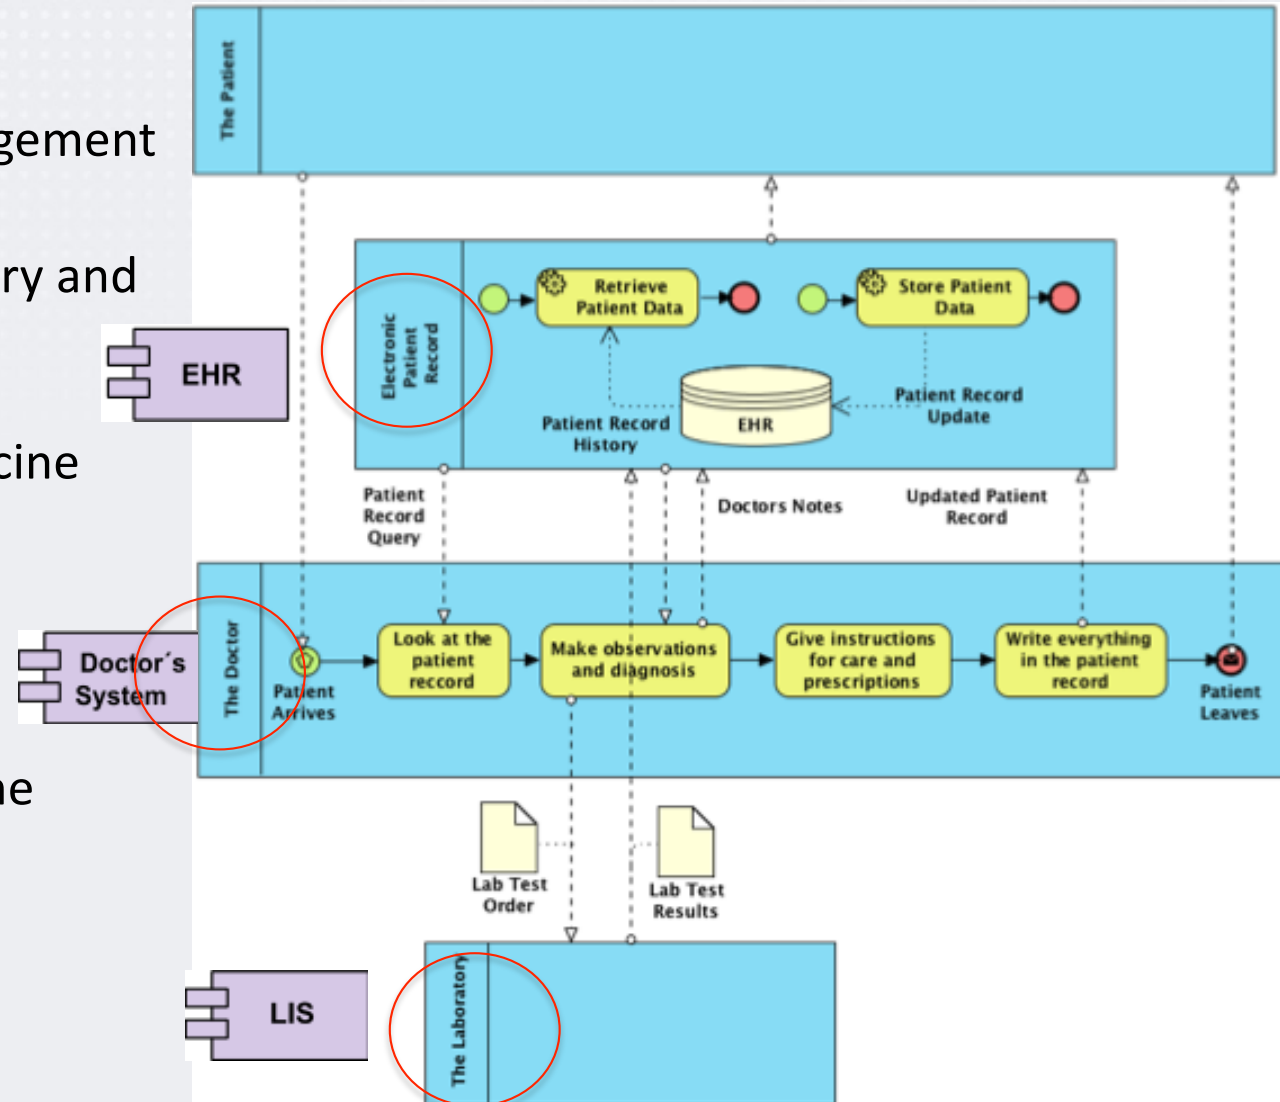 The Patient
gement
ry and
cine
ne
EHR
Electronic
Patient
Record
Retrieve
Patient Data
Store Patient
Data
Patient Record
History
EHR
Patient Record
Update
Patient
Record
Query
Doctors Notes
Updated Patient
Record
Doctor´s
System
The Doctor
Patient
Arrives
Look at the
patient
reccord
Make observations
and diagnosis
Give instructions
for care and
prescriptions
Write everything
in the patient
record
Patient
Leaves
Lab Test
Order
Lab Test
Results
LIS
The Laboratory